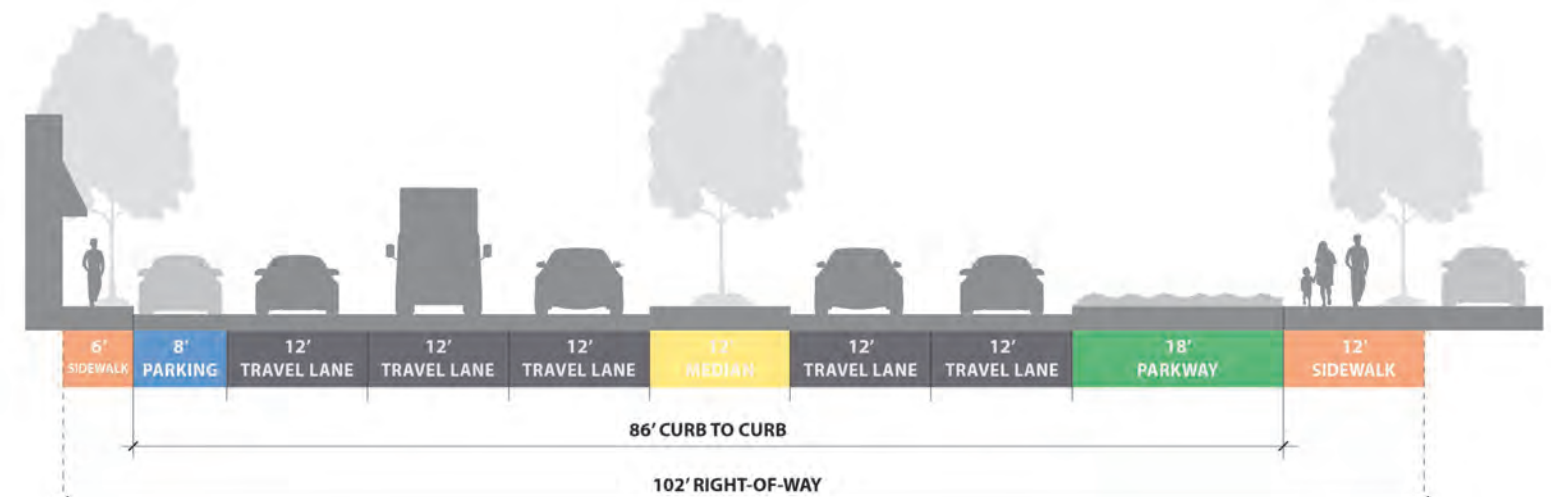 6'
SIDEWALK
8'
PARKING
12'
TRAVEL LANE
12'
TRAVEL LANE
12'
TRAVEL LANE
12'
MEDIAN
12'
TRAVEL LANE
12'
TRAVEL LANE
18'
PARKWAY
12'
SIDEWALK
86' CURB TO CURB
102' RIGHT-OF-WAY